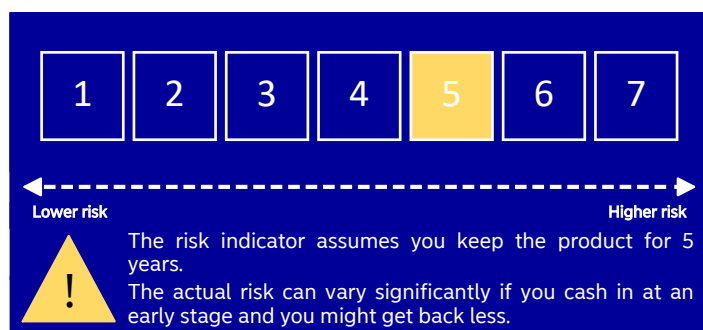 1 2 3 4 5 6 7
Lower risk Higher risk
The risk indicator assumes you keep the product for 5
years.
The actual risk can vary significantly if you cash in at an
early stage and you might get back less.
!